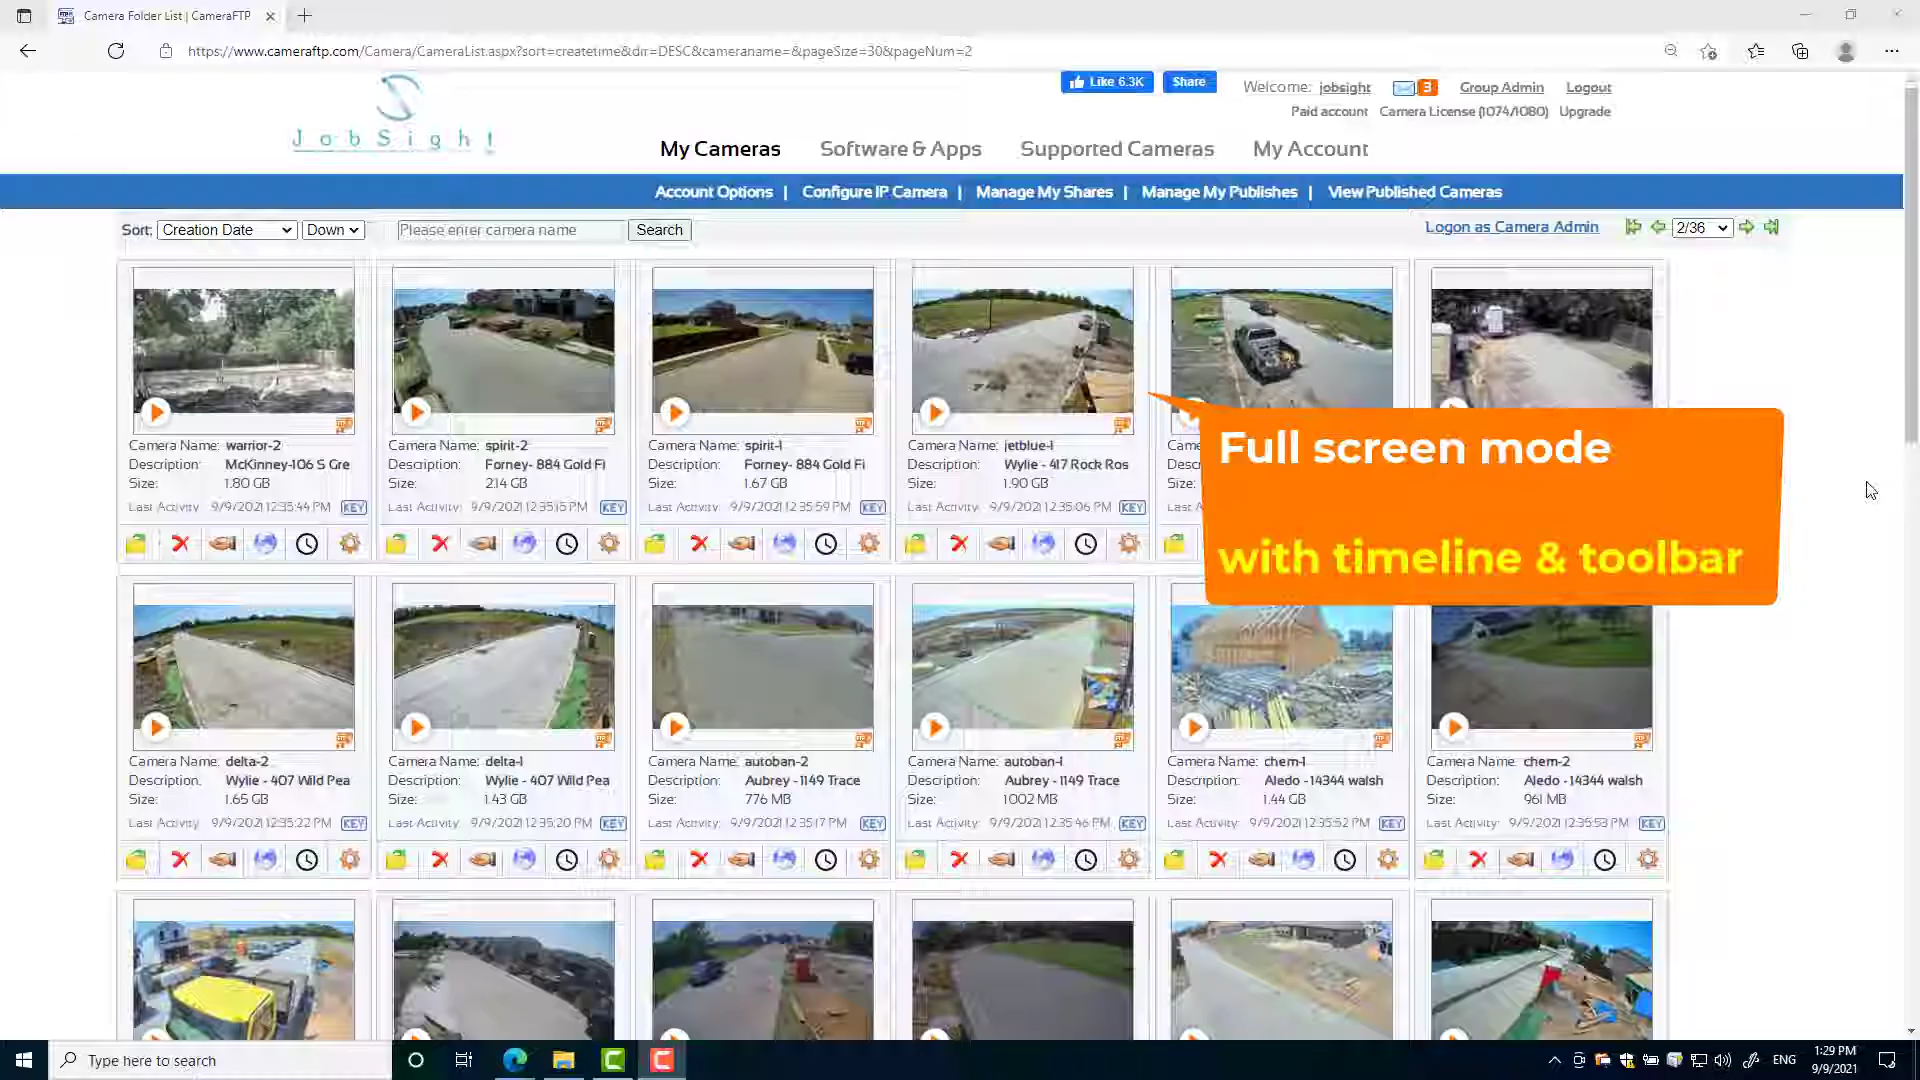 Camera Folder List | CameraFTP
https://www.cameraftp.com/Camera/CameraList.aspx?sort=createtime&dir=DESC&cameraname=&pageSize=30&pageNum=2
JobSight
Like 6.3K Share Welcome: jobsight 3 Group Admin Logout
Paid account Camera License (1074/1080) Upgrade
My Cameras Software & Apps Supported Cameras My Account
Account Options | Configure IP Camera | Manage My Shares | Manage My Publishes | View Published Cameras
Sort: Creation Date Down Please enter camera name Search Logon as Camera Admin 2/36
Camera Name: warrior-2
Description: McKinney-106 S Gre
Size: 1.80 GB
Last Activity: 9/9/2021 12:35:44 PM KEY
Camera Name: spirit-2
Description: Forney- 884 Gold Fi
Size: 2.14 GB
Last Activity: 9/9/2021 12:35:15 PM KEY
Camera Name: spirit-1
Description: Forney- 884 Gold Fi
Size: 1.67 GB
Last Activity: 9/9/2021 12:35:59 PM KEY
Camera Name: jetblue-1
Description: Wylie - 417 Rock Ros
Size: 1.90 GB
Last Activity: 9/9/2021 12:35:06 PM KEY
Came
Desc
Size:
Last A
Full screen mode
with timeline & toolbar
Camera Name: delta-2
Description: Wylie - 407 Wild Pea
Size: 1.65 GB
Last Activity: 9/9/2021 12:35:22 PM KEY
Camera Name: delta-1
Description: Wylie - 407 Wild Pea
Size: 1.43 GB
Last Activity: 9/9/2021 12:35:20 PM KEY
Camera Name: autoban-2
Description: Aubrey -1149 Trace
Size: 776 MB
Last Activity: 9/9/2021 12:35:17 PM KEY
Camera Name: autoban-1
Description: Aubrey -1149 Trace
Size: 1002 MB
Last Activity: 9/9/2021 12:35:46 PM KEY
Camera Name: chem-1
Description: Aledo -14344 walsh
Size: 1.44 GB
Last Activity: 9/9/2021 12:35:52 PM KEY
Camera Name: chem-2
Description: Aledo -14344 walsh
Size: 961 MB
Last Activity: 9/9/2021 12:35:53 PM KEY
Type here to search
ENG
1:29 PM
9/9/2021